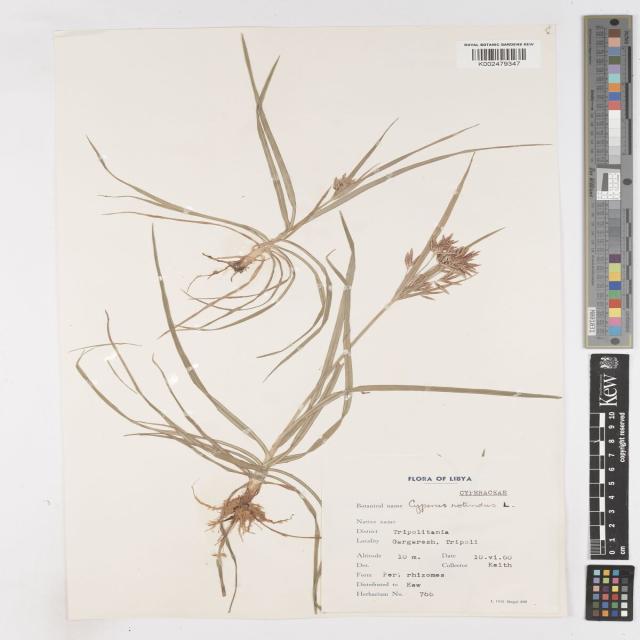 ROYAL BOTANIC GARDENS KEW
K002479347
FLORA OF LIBYA
CYPERACEAE
Botanical name Cyperus rotundus L.
Native name
District Tripolitania
Locality Gargaresh, Tripoli
Altitude 10 m. Date 10.vi.60
Det. Collector Keith
Form Per; rhizomes
Distributed to Kew
Herbarium No. 766
Kew
copyright reserved
0 1 2 3 4 5 6 7 8 9 10
cm